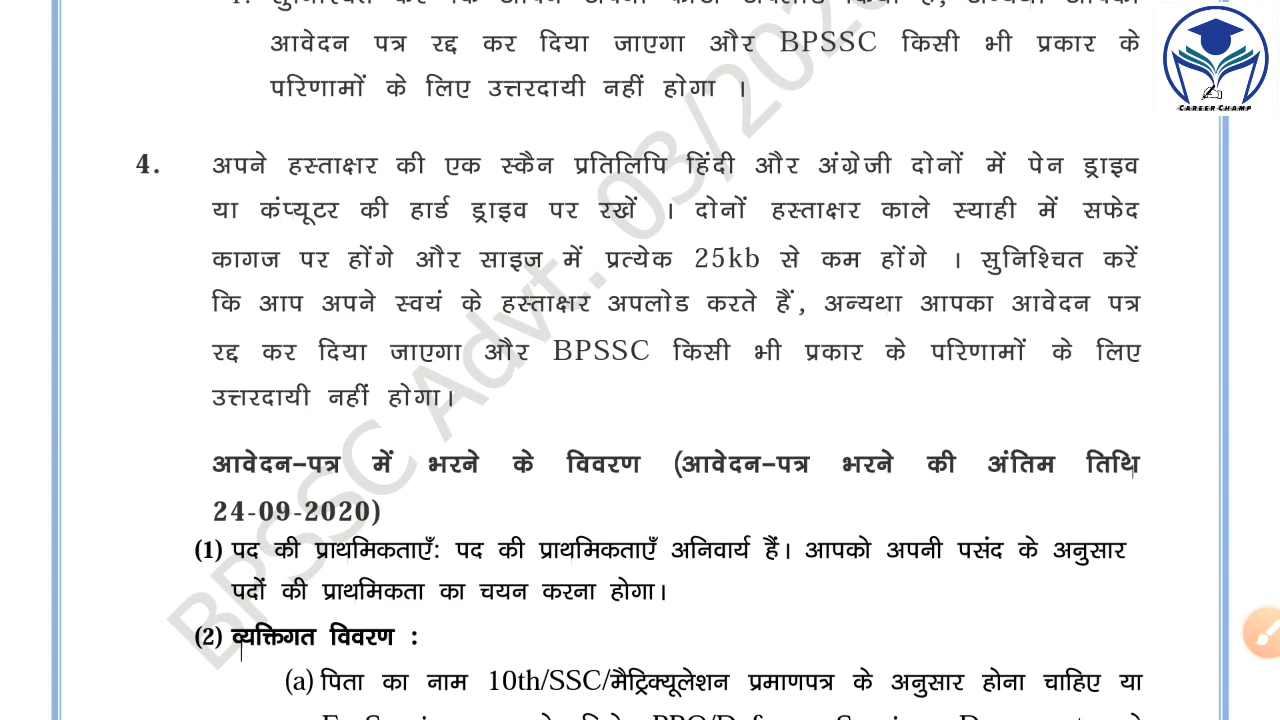 आवेदन पत्र रद्द कर दिया जाएगा और BPSSC किसी भी प्रकार के
परिणामों के लिए उत्तरदायी नहीं होगा ।
CAREER CHAMP
4. अपने हस्ताक्षर की एक स्कैन प्रतिलिपि हिंदी और अंग्रेजी दोनों में पेन ड्राइव
या कंप्यूटर की हार्ड ड्राइव पर रखें । दोनों हस्ताक्षर काले स्याही में सफेद
कागज पर होंगे और साइज में प्रत्येक 25kb से कम होंगे । सुनिश्चित करें
कि आप अपने स्वयं के हस्ताक्षर अपलोड करते हैं, अन्यथा आपका आवेदन पत्र
रद्द कर दिया जाएगा और BPSSC किसी भी प्रकार के परिणामों के लिए
उत्तरदायी नहीं होगा।
आवेदन-पत्र में भरने के विवरण (आवेदन-पत्र भरने की अंतिम तिथि
24-09-2020)
(1) पद की प्राथमिकताएँ: पद की प्राथमिकताएँ अनिवार्य हैं। आपको अपनी पसंद के अनुसार
पदों की प्राथमिकता का चयन करना होगा।
(2) व्यक्तिगत विवरण :
(a) पिता का नाम 10th/SSC/मैट्रिक्यूलेशन प्रमाणपत्र के अनुसार होना चाहिए या
BPSSC Advt. 03/2020